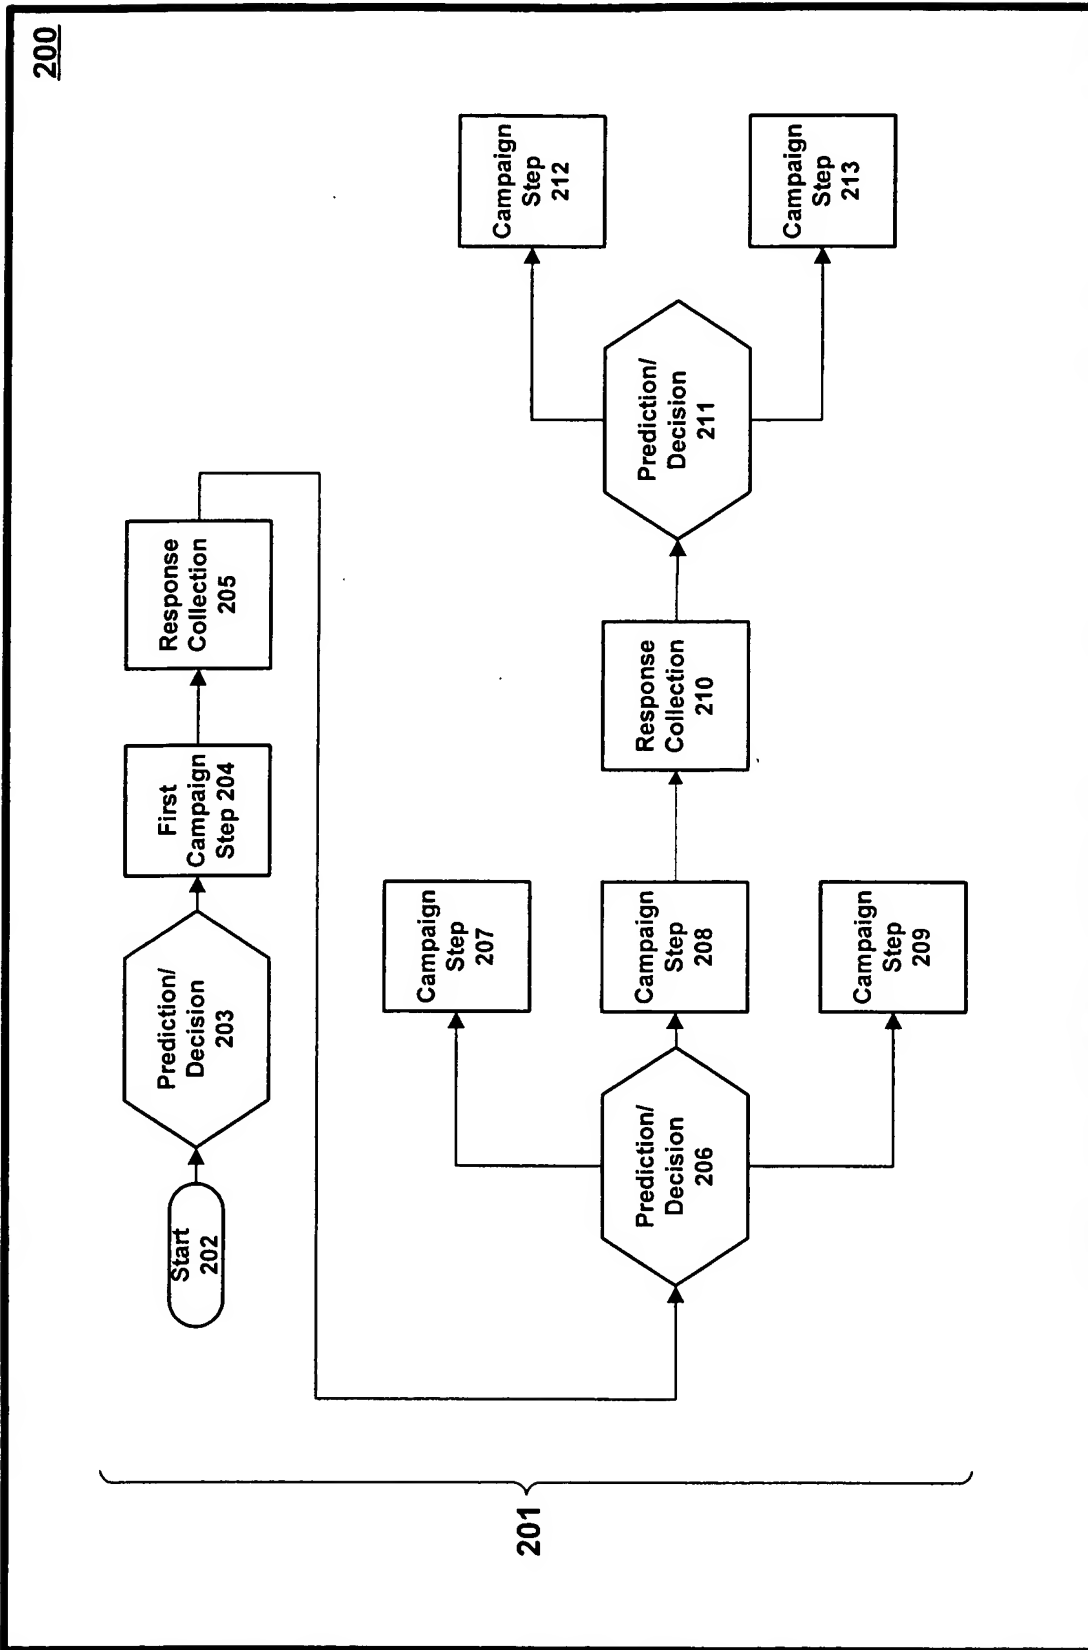 200
Start
202
Prediction/
Decision
203
First
Campaign
Step 204
Response
Collection
205
201
Prediction/
Decision
206
Campaign
Step
207
Campaign
Step
208
Campaign
Step
209
Response
Collection
210
Prediction/
Decision
211
Campaign
Step
212
Campaign
Step
213